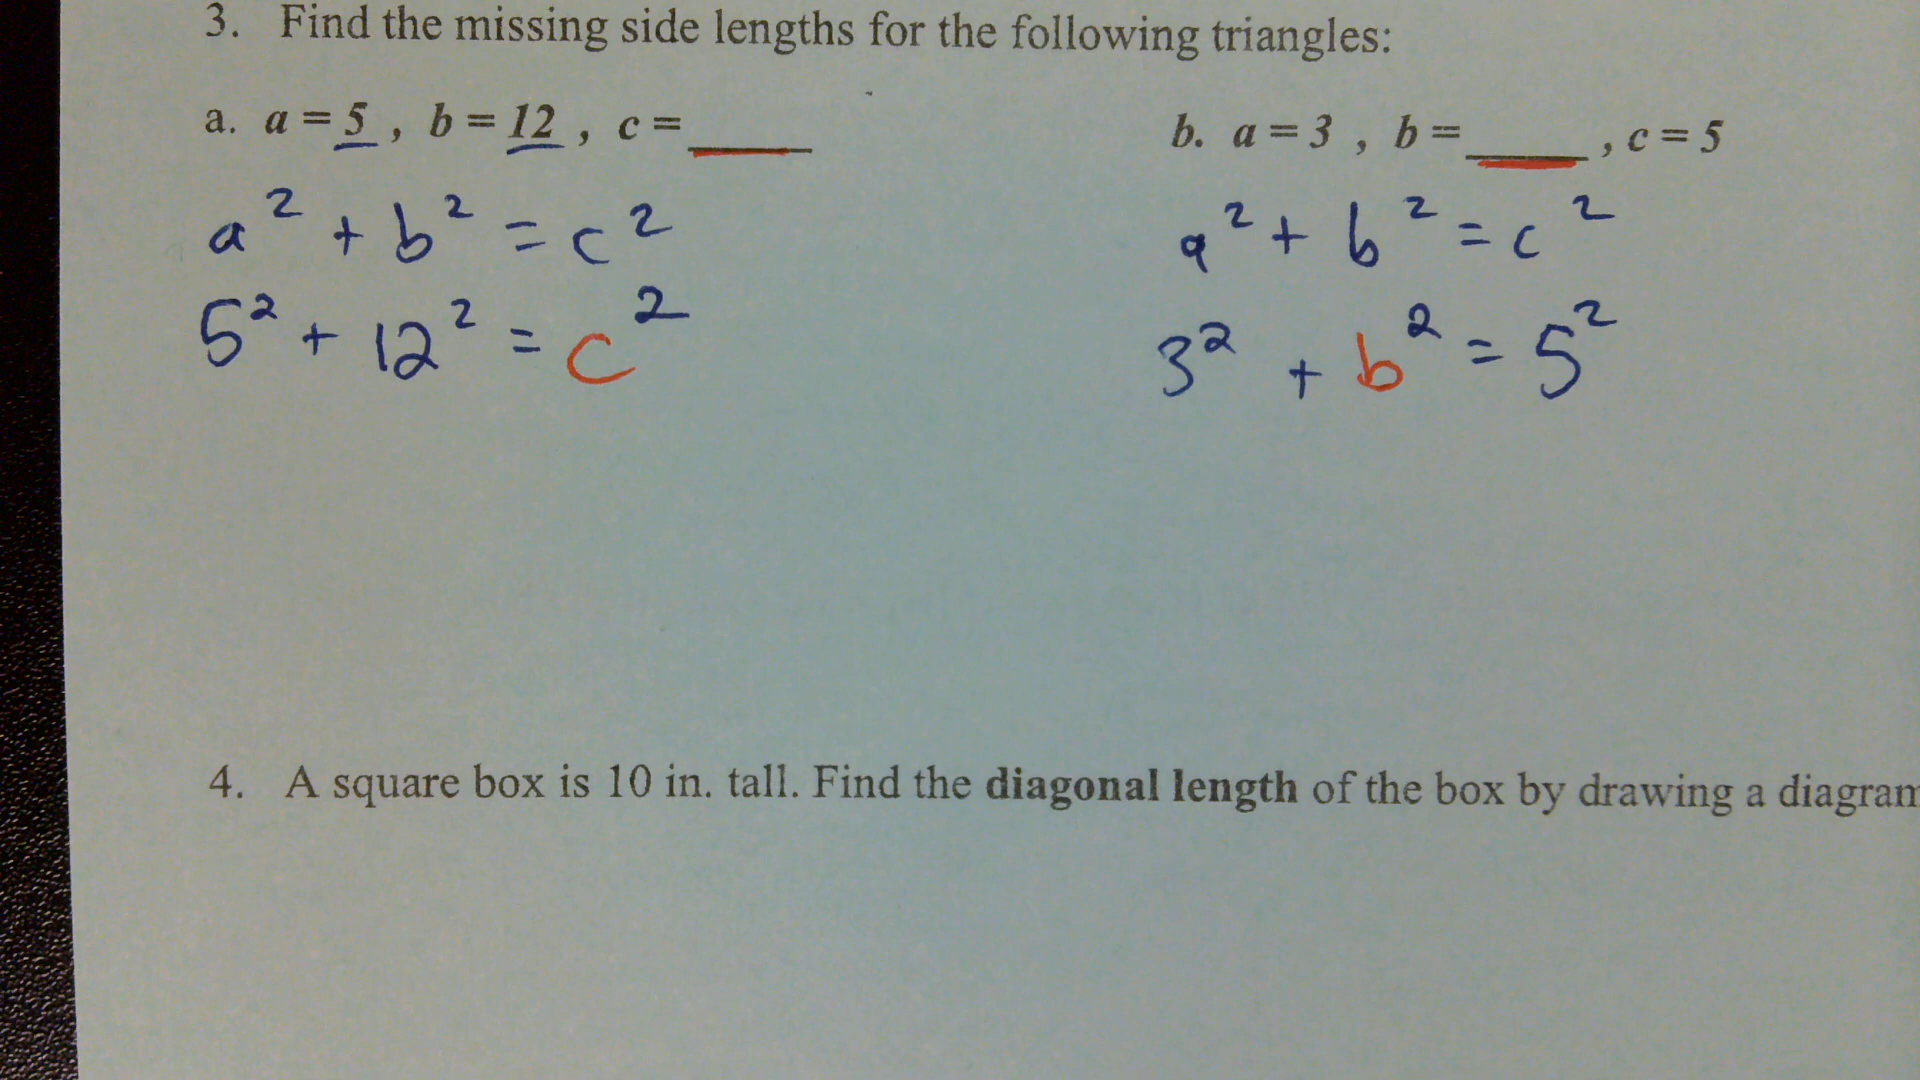 3. Find the missing side lengths for the following triangles:
a. a = 5 , b = 12 , c = ____
b. a = 3 , b = ____ , c = 5
a² + b² = c²
5² + 12² = c²
a² + b² = c²
3² + b² = 5²
4. A square box is 10 in. tall. Find the diagonal length of the box by drawing a